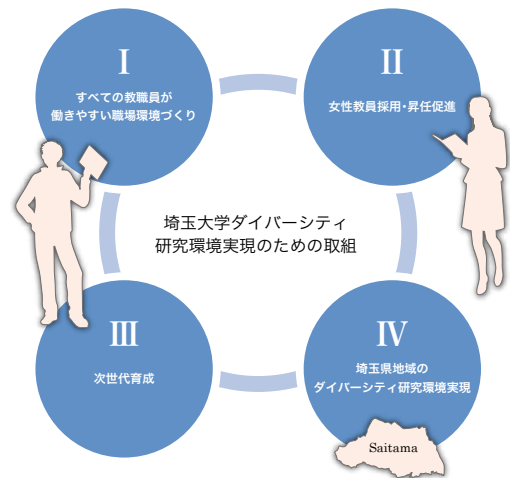 I
すべての教職員が
働きやすい職場環境づくり
II
女性教員採用・昇任促進
埼玉大学ダイバーシティ
研究環境実現のための取組
III
次世代育成
IV
埼玉県地域の
ダイバーシティ研究環境実現
Saitama